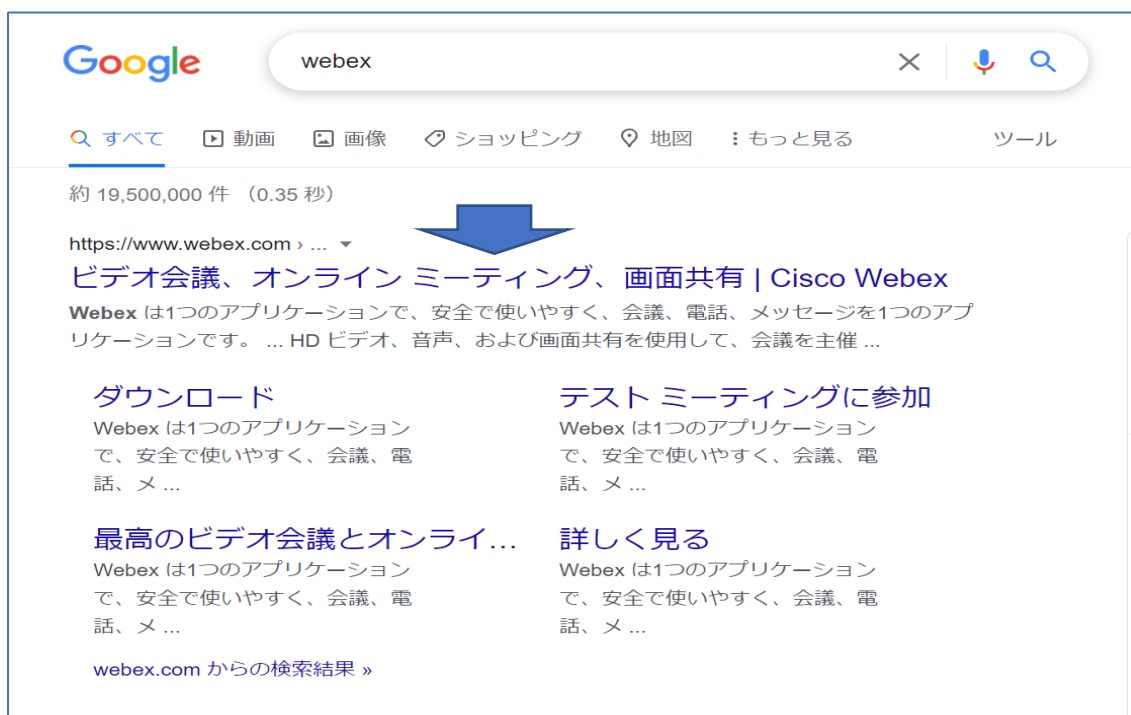 Google
webex
すべて 動画 画像 ショッピング 地図 もっと見る ツール
約 19,500,000 件 （0.35 秒）
https://www.webex.com › ...
ビデオ会議、オンライン ミーティング、画面共有 | Cisco Webex
Webex は1つのアプリケーションで、安全で使いやすく、会議、電話、メッセージを1つのアプ
リケーションです。 ... HD ビデオ、音声、および画面共有を使用して、会議を主催 ...
ダウンロード
Webex は1つのアプリケーション
で、安全で使いやすく、会議、電
話、メ ...
テスト ミーティングに参加
Webex は1つのアプリケーション
で、安全で使いやすく、会議、電
話、メ ...
最高のビデオ会議とオンライ...
Webex は1つのアプリケーション
で、安全で使いやすく、会議、電
話、メ ...
詳しく見る
Webex は1つのアプリケーション
で、安全で使いやすく、会議、電
話、メ ...
webex.com からの検索結果 »